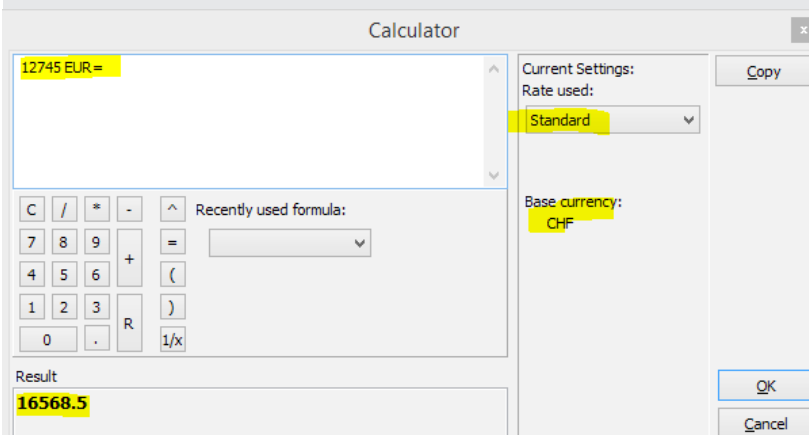 Calculator
x
12745 EUR=
Current Settings:
Rate used:
Standard
Copy
Base currency:
CHF
C / * - ^ Recently used formula:
7 8 9 + =
4 5 6 (
1 2 3 R )
0 . 1/x
Result
16568.5
OK
Cancel